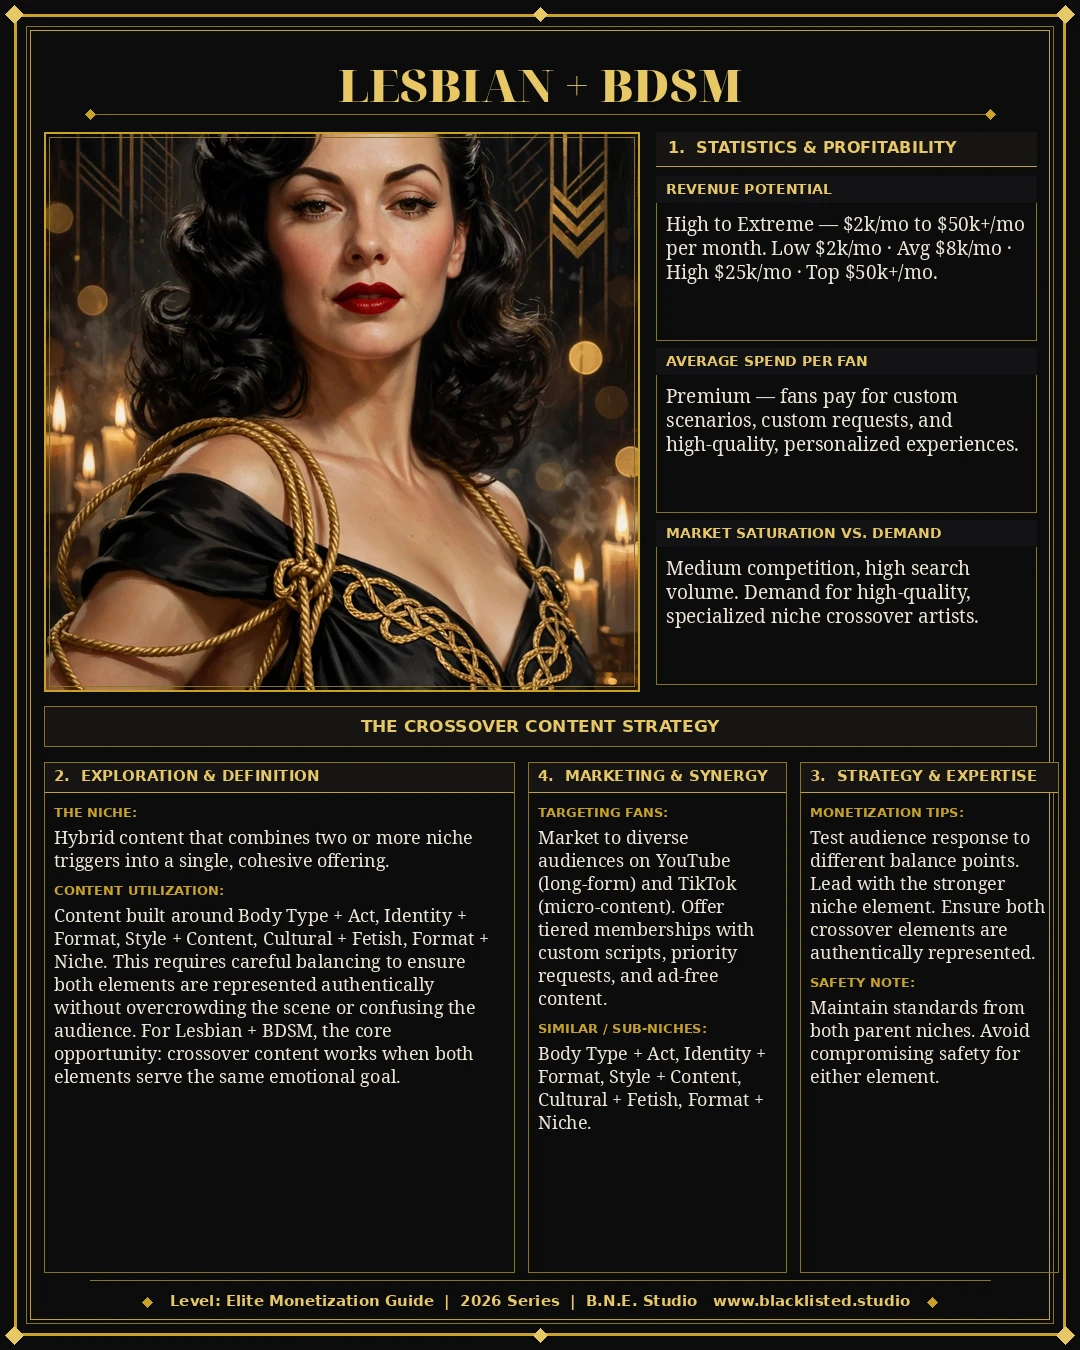 LESBIAN + BDSM
1. STATISTICS & PROFITABILITY
REVENUE POTENTIAL
High to Extreme — $2k/mo to $50k+/mo
per month. Low $2k/mo · Avg $8k/mo ·
High $25k/mo · Top $50k+/mo.
AVERAGE SPEND PER FAN
Premium — fans pay for custom
scenarios, custom requests, and
high-quality, personalized experiences.
MARKET SATURATION VS. DEMAND
Medium competition, high search
volume. Demand for high-quality,
specialized niche crossover artists.
THE CROSSOVER CONTENT STRATEGY
2. EXPLORATION & DEFINITION
THE NICHE:
Hybrid content that combines two or more niche
triggers into a single, cohesive offering.
CONTENT UTILIZATION:
Content built around Body Type + Act, Identity +
Format, Style + Content, Cultural + Fetish, Format +
Niche. This requires careful balancing to ensure
both elements are represented authentically
without overcrowding the scene or confusing the
audience. For Lesbian + BDSM, the core
opportunity: crossover content works when both
elements serve the same emotional goal.
4. MARKETING & SYNERGY
TARGETING FANS:
Market to diverse
audiences on YouTube
(long-form) and TikTok
(micro-content). Offer
tiered memberships with
custom scripts, priority
requests, and ad-free
content.
SIMILAR / SUB-NICHES:
Body Type + Act, Identity +
Format, Style + Content,
Cultural + Fetish, Format +
Niche.
3. STRATEGY & EXPERTISE
MONETIZATION TIPS:
Test audience response to
different balance points.
Lead with the stronger
niche element. Ensure both
crossover elements are
authentically represented.
SAFETY NOTE:
Maintain standards from
both parent niches. Avoid
compromising safety for
either element.
Level: Elite Monetization Guide | 2026 Series | B.N.E. Studio www.blacklisted.studio